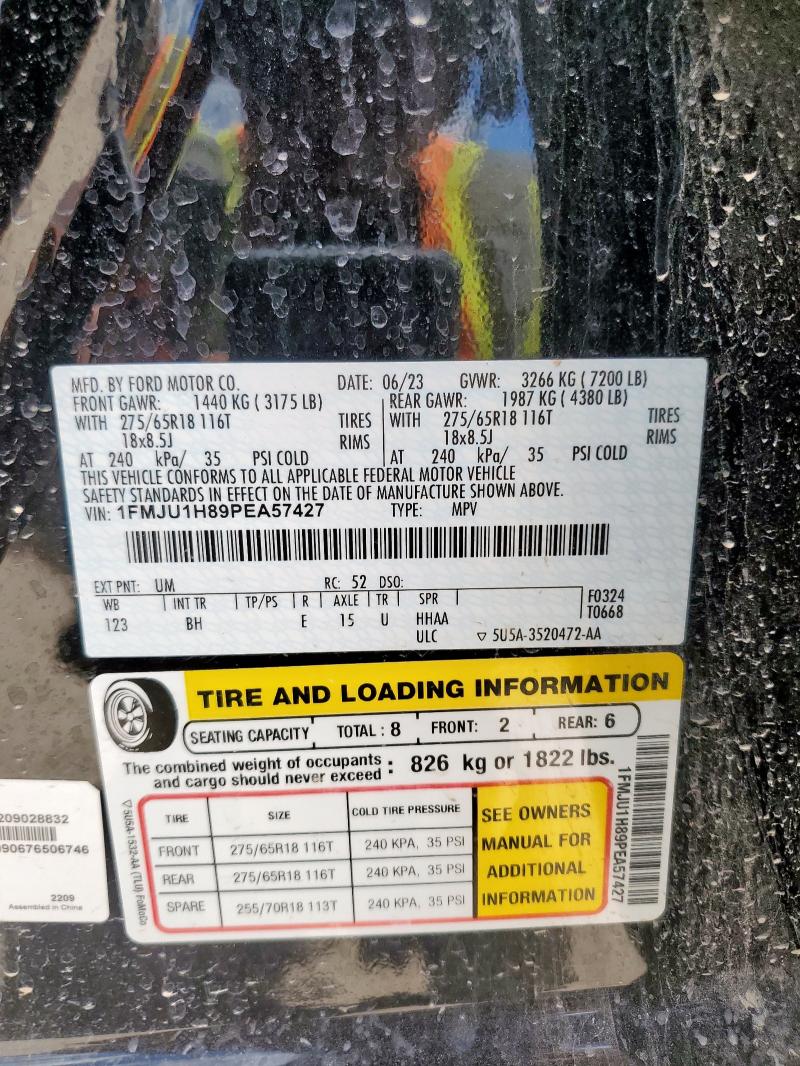 MFD. BY FORD MOTOR CO. DATE: 06/23 GVWR: 3266 KG ( 7200 LB)
FRONT GAWR: 1440 KG ( 3175 LB) REAR GAWR: 1987 KG ( 4380 LB)
WITH 275/65R18 116T TIRES WITH 275/65R18 116T TIRES
18x8.5J RIMS 18x8.5J RIMS
AT 240 kPa/ 35 PSI COLD AT 240 kPa/ 35 PSI COLD
THIS VEHICLE CONFORMS TO ALL APPLICABLE FEDERAL MOTOR VEHICLE
SAFETY STANDARDS IN EFFECT ON THE DATE OF MANUFACTURE SHOWN ABOVE.
VIN: 1FMJU1H89PEA57427 TYPE: MPV
EXT PNT: UM RC: 52 DSO:
WB INT TR TP/PS R AXLE TR SPR F0324
123 BH E 15 U HHAA T0668
ULC ▽ 5U5A-3520472-AA
TIRE AND LOADING INFORMATION
SEATING CAPACITY TOTAL : 8 FRONT: 2 REAR: 6
The combined weight of occupants
and cargo should never exceed : 826 kg or 1822 lbs.
TIRE SIZE COLD TIRE PRESSURE
FRONT 275/65R18 116T 240 KPA, 35 PSI
REAR 275/65R18 116T 240 KPA, 35 PSI
SPARE 255/70R18 113T 240 KPA, 35 PSI
SEE OWNERS
MANUAL FOR
ADDITIONAL
INFORMATION
1FMJU1H89PEA57427
▽5U5A-1532-AA (TLU) FoMoCo
209028832
090676506746
2209
Assembled in China